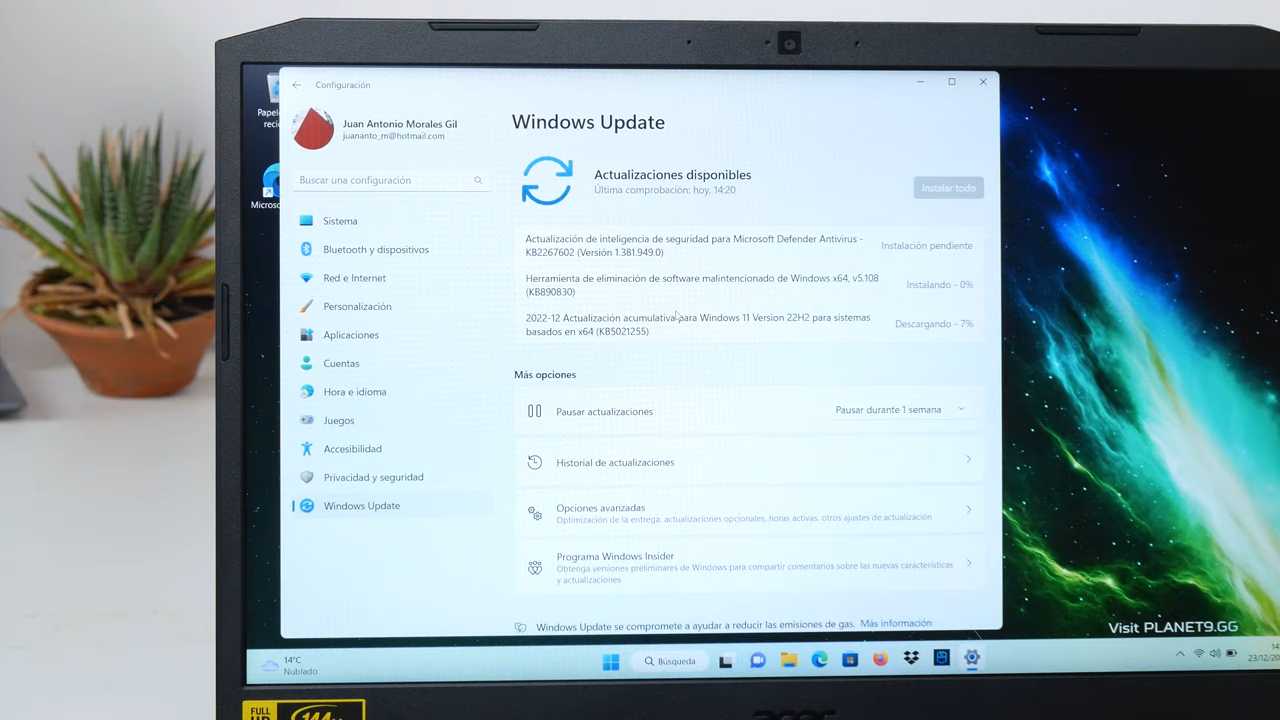 Configuración
Juan Antonio Morales Gil
juananto_m@hotmail.com
Buscar una configuración
Sistema
Bluetooth y dispositivos
Red e Internet
Personalización
Aplicaciones
Cuentas
Hora e idioma
Juegos
Accesibilidad
Privacidad y seguridad
Windows Update
Windows Update
Actualizaciones disponibles
Última comprobación: hoy, 14:20
Instalar todo
Actualización de inteligencia de seguridad para Microsoft Defender Antivirus -
KB2267602 (Versión 1.381.949.0)
Instalación pendiente
Herramienta de eliminación de software malintencionado de Windows x64, v5.108
(KB890830)
Instalando - 0%
2022-12 Actualización acumulativa para Windows 11 Version 22H2 para sistemas
basados en x64 (KB5021255)
Descargando - 7%
Más opciones
Pausar actualizaciones
Pausar durante 1 semana
Historial de actualizaciones
Opciones avanzadas
Optimización de la entrega, actualizaciones opcionales, horas activas, otros ajustes de actualización
Programa Windows Insider
Obtenga versiones preliminares de Windows para compartir comentarios sobre las nuevas características
y actualizaciones
Windows Update se compromete a ayudar a reducir las emisiones de gas. Más información
Visit PLANET9.GG
14°C
Nublado
Búsqueda
FULL
acer